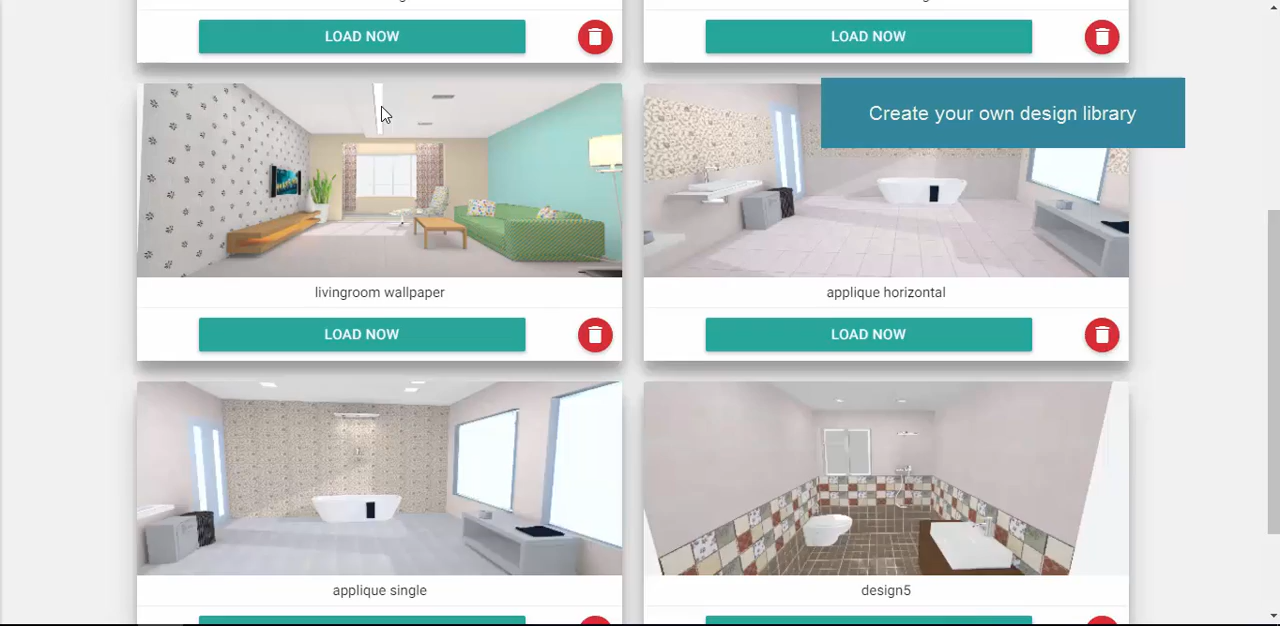 LOAD NOW
LOAD NOW
Create your own design library
livingroom wallpaper
applique horizontal
LOAD NOW
LOAD NOW
applique single
design5